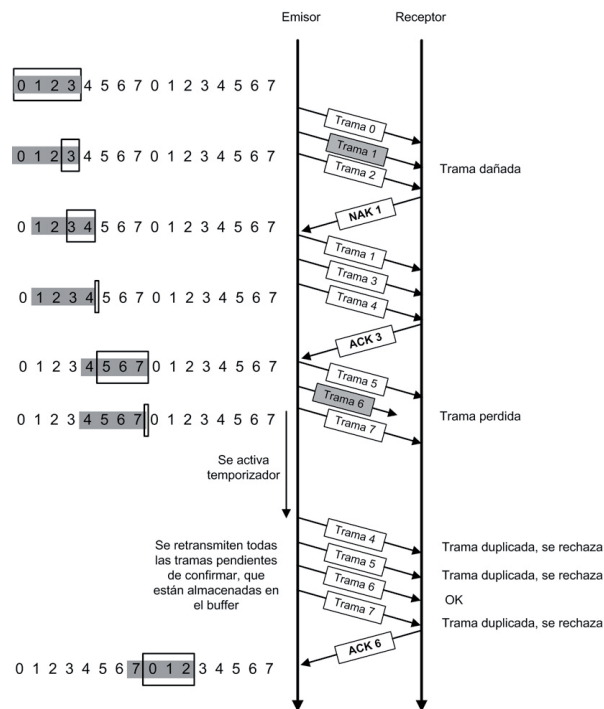 Emisor
Receptor
0 1 2 3 4 5 6 7 0 1 2 3 4 5 6 7
Trama 0
0 1 2 3 4 5 6 7 0 1 2 3 4 5 6 7
Trama 1
Trama 2
Trama dañada
NAK 1
0 1 2 3 4 5 6 7 0 1 2 3 4 5 6 7
Trama 1
Trama 3
0 1 2 3 4 5 6 7 0 1 2 3 4 5 6 7
Trama 4
ACK 3
0 1 2 3 4 5 6 7 0 1 2 3 4 5 6 7
Trama 5
Trama 6
0 1 2 3 4 5 6 7 0 1 2 3 4 5 6 7
Trama perdida
Trama 7
Se activa
temporizador
Se retransmiten todas
las tramas pendientes
de confirmar, que
están almacenadas en
el buffer
Trama 4
Trama duplicada, se rechaza
Trama 5
Trama duplicada, se rechaza
Trama 6
OK
Trama 7
Trama duplicada, se rechaza
ACK 6
0 1 2 3 4 5 6 7 0 1 2 3 4 5 6 7